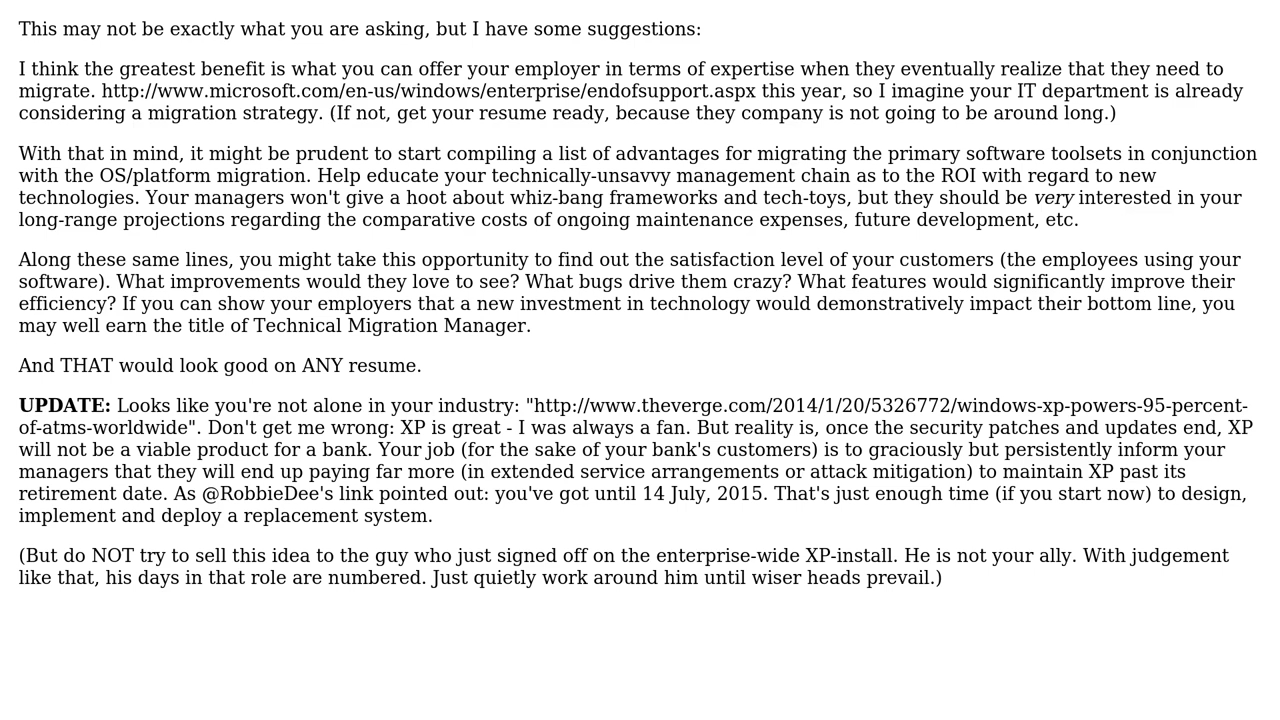 This may not be exactly what you are asking, but I have some suggestions:
I think the greatest benefit is what you can offer your employer in terms of expertise when they eventually realize that they need to
migrate. http://www.microsoft.com/en-us/windows/enterprise/endofsupport.aspx this year, so I imagine your IT department is already
considering a migration strategy. (If not, get your resume ready, because they company is not going to be around long.)
With that in mind, it might be prudent to start compiling a list of advantages for migrating the primary software toolsets in conjunction
with the OS/platform migration. Help educate your technically-unsavvy management chain as to the ROI with regard to new
technologies. Your managers won't give a hoot about whiz-bang frameworks and tech-toys, but they should be very interested in your
long-range projections regarding the comparative costs of ongoing maintenance expenses, future development, etc.
Along these same lines, you might take this opportunity to find out the satisfaction level of your customers (the employees using your
software). What improvements would they love to see? What bugs drive them crazy? What features would significantly improve their
efficiency? If you can show your employers that a new investment in technology would demonstratively impact their bottom line, you
may well earn the title of Technical Migration Manager.
And THAT would look good on ANY resume.
UPDATE: Looks like you're not alone in your industry: "http://www.theverge.com/2014/1/20/5326772/windows-xp-powers-95-percent-
of-atms-worldwide". Don't get me wrong: XP is great - I was always a fan. But reality is, once the security patches and updates end, XP
will not be a viable product for a bank. Your job (for the sake of your bank's customers) is to graciously but persistently inform your
managers that they will end up paying far more (in extended service arrangements or attack mitigation) to maintain XP past its
retirement date. As @RobbieDee's link pointed out: you've got until 14 July, 2015. That's just enough time (if you start now) to design,
implement and deploy a replacement system.
(But do NOT try to sell this idea to the guy who just signed off on the enterprise-wide XP-install. He is not your ally. With judgement
like that, his days in that role are numbered. Just quietly work around him until wiser heads prevail.)